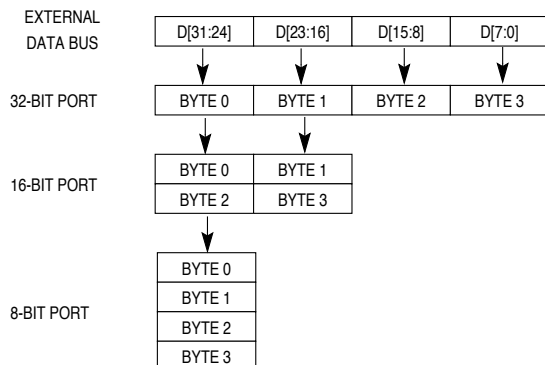 EXTERNAL
DATA BUS
D[31:24] D[23:16] D[15:8] D[7:0]
32-BIT PORT BYTE 0 BYTE 1 BYTE 2 BYTE 3
16-BIT PORT
BYTE 0 BYTE 1
BYTE 2 BYTE 3
8-BIT PORT
BYTE 0
BYTE 1
BYTE 2
BYTE 3